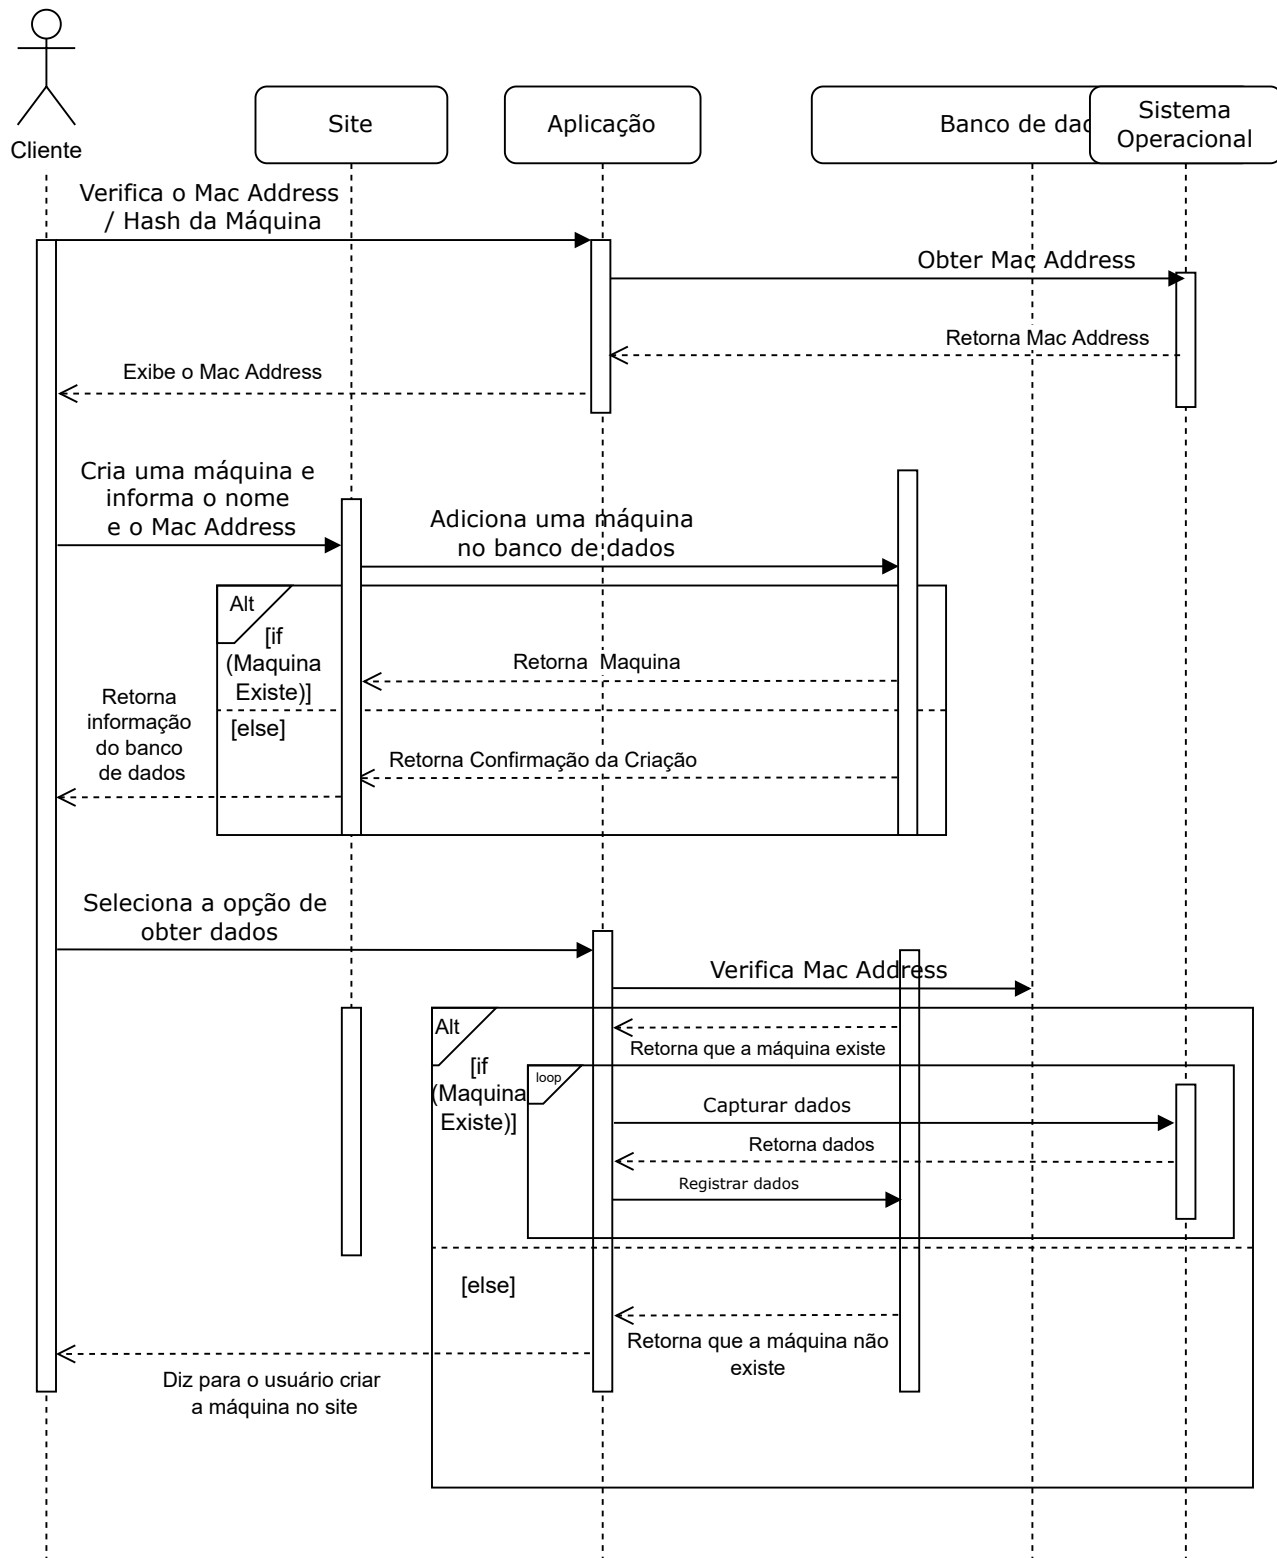 Cliente
Site
Aplicação
Banco de dad
Sistema
Operacional
Verifica o Mac Address
/ Hash da Máquina
Obter Mac Address
Retorna Mac Address
Exibe o Mac Address
Cria uma máquina e
informa o nome
e o Mac Address
Adiciona uma máquina
no banco de dados
Alt
[if
(Maquina
Existe)]
Retorna Maquina
[else]
Retorna
informação
do banco
de dados
Retorna Confirmação da Criação
Seleciona a opção de
obter dados
Verifica Mac Address
Alt
[if
(Maquina
Existe)]
Retorna que a máquina existe
loop
Capturar dados
Retorna dados
Registrar dados
[else]
Retorna que a máquina não
existe
Diz para o usuário criar
a máquina no site